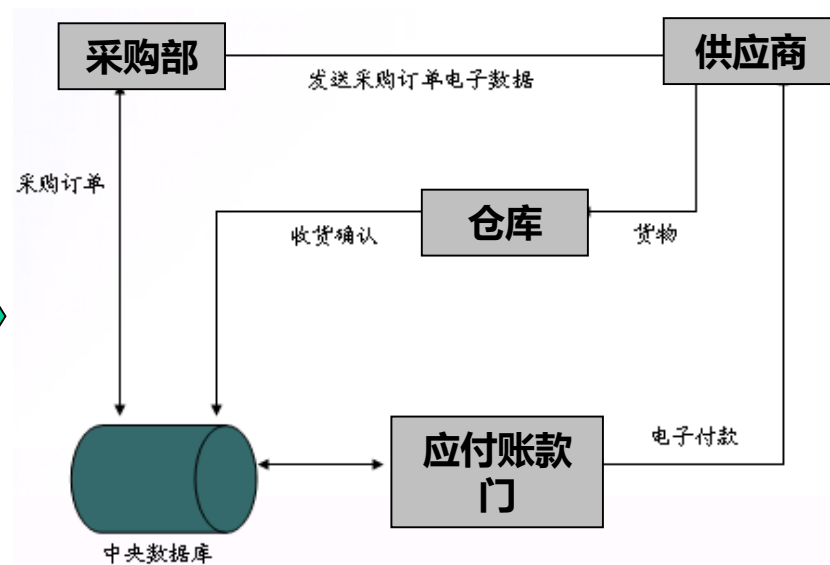 采购部
供应商
发送采购订单电子数据
采购订单
仓库
收货确认
货物
应付账款
门
电子付款
中央数据库